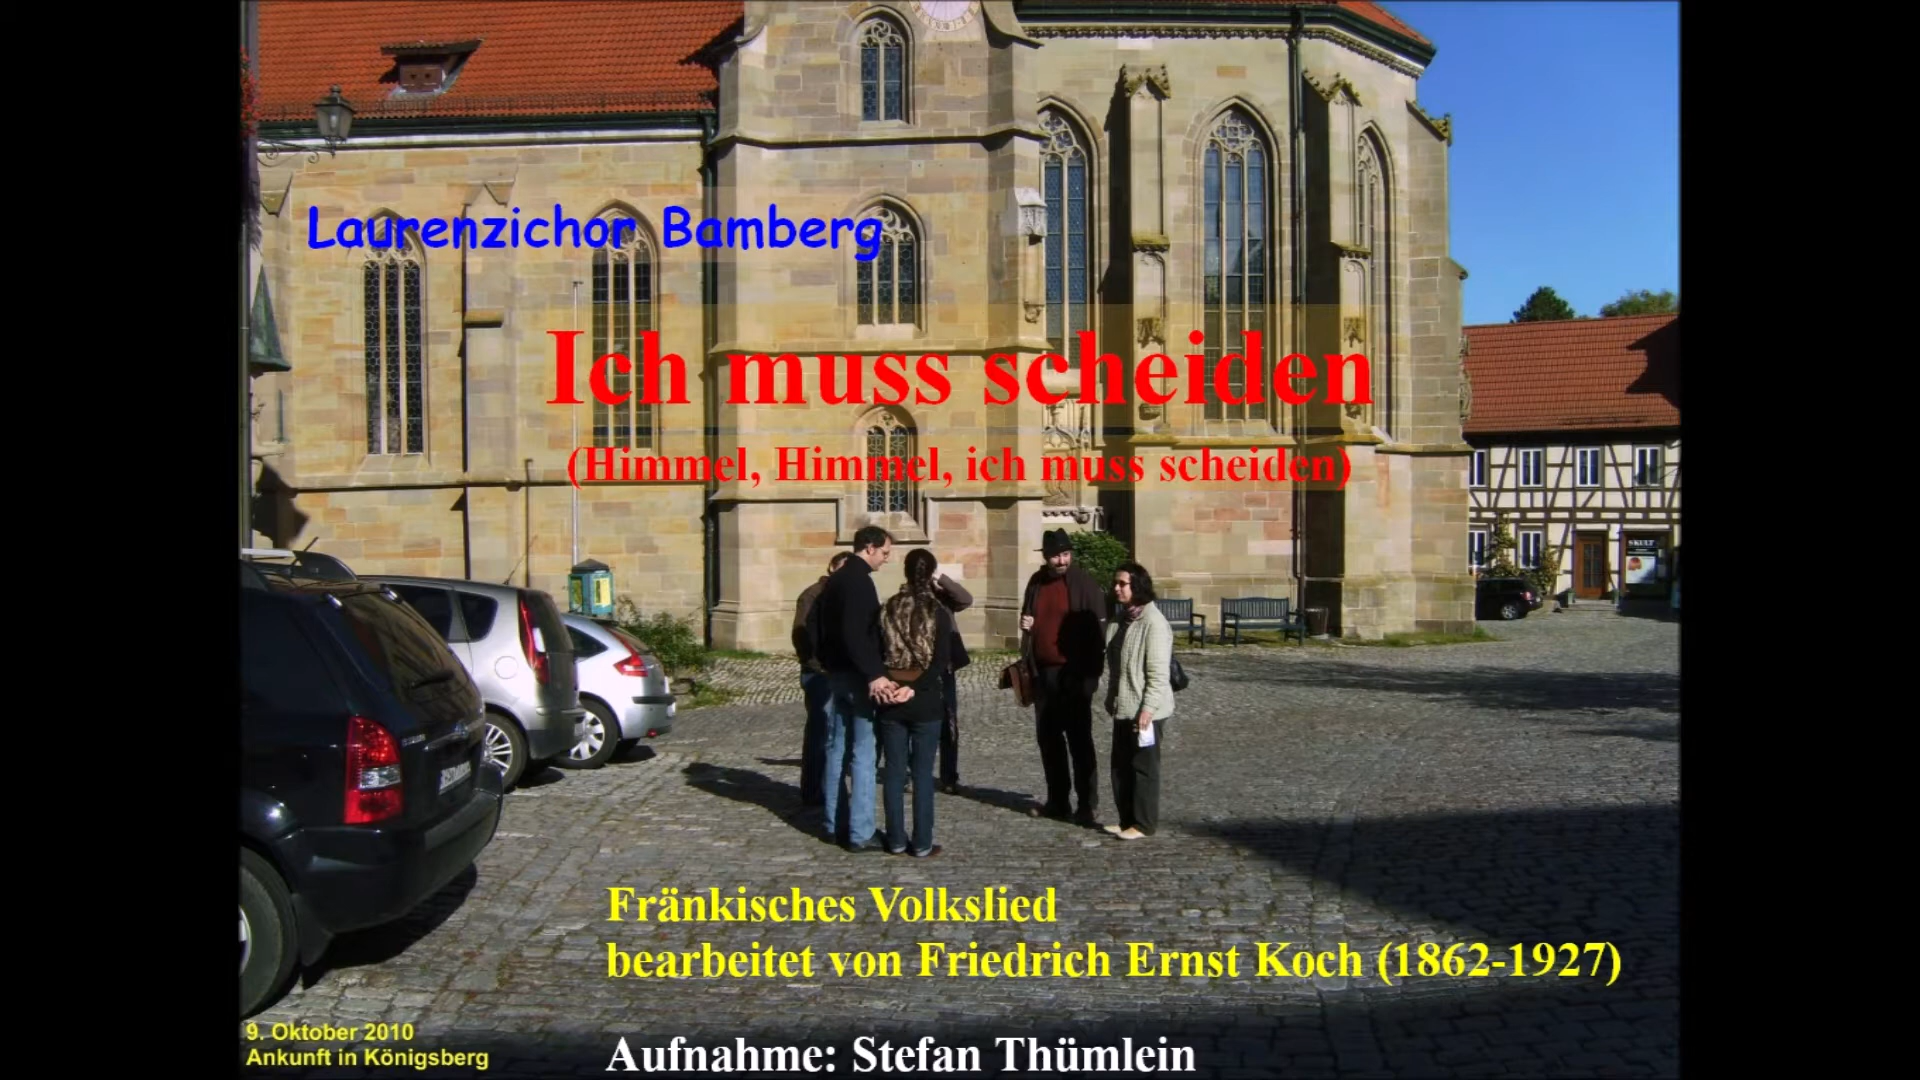 Laurenzichor Bamberg
Ich muss scheiden
(Himmel, Himmel, ich muss scheiden)
Fränkisches Volkslied
bearbeitet von Friedrich Ernst Koch (1862-1927)
9. Oktober 2010
Ankunft in Königsberg
Aufnahme: Stefan Thümlein